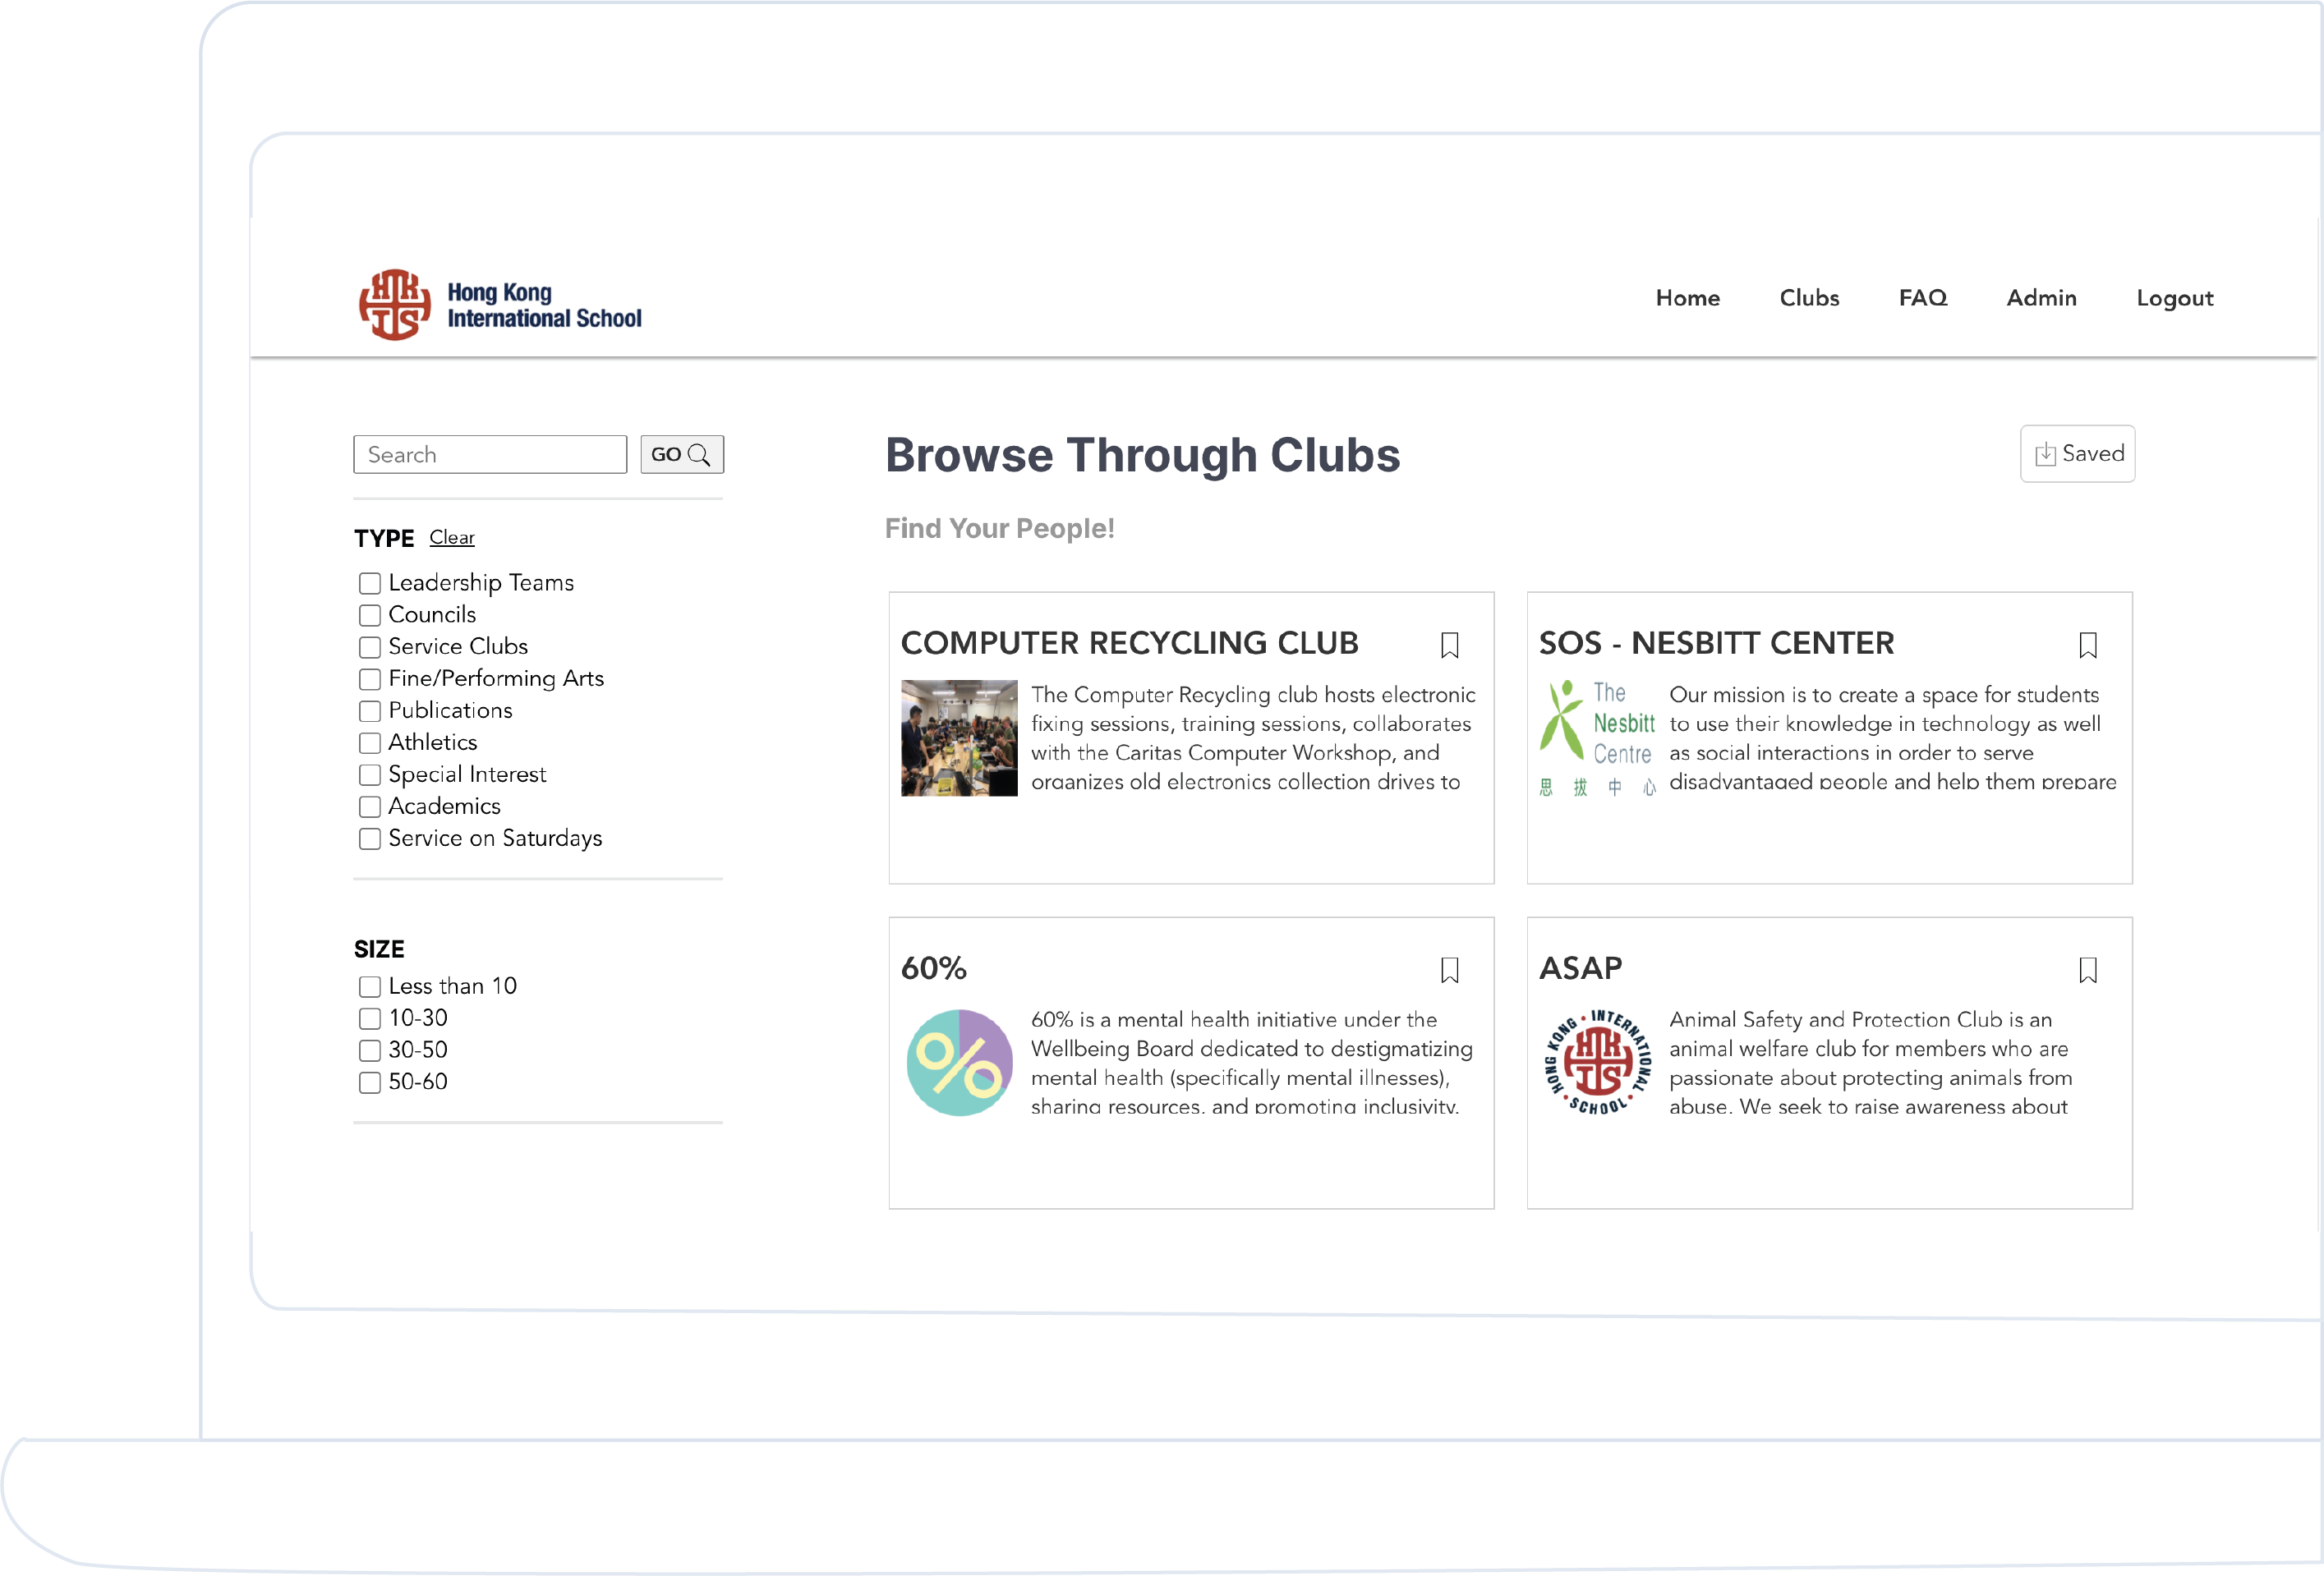 Hong Kong
International School
Home
Clubs
FAQ
Admin
Logout
Search
GO
TYPE Clear
Leadership Teams
Councils
Service Clubs
Fine/Performing Arts
Publications
Athletics
Special Interest
Academics
Service on Saturdays
SIZE
Less than 10
10-30
30-50
50-60
Browse Through Clubs
Saved
Find Your People!
COMPUTER RECYCLING CLUB
The Computer Recycling club hosts electronic
fixing sessions, training sessions, collaborates
with the Caritas Computer Workshop, and
organizes old electronics collection drives to
SOS - NESBITT CENTER
The
Nesbitt
Centre
思拔中心
Our mission is to create a space for students
to use their knowledge in technology as well
as social interactions in order to serve
disadvantaged people and help them prepare
60%
%
60% is a mental health initiative under the
Wellbeing Board dedicated to destigmatizing
mental health (specifically mental illnesses),
sharing resources, and promoting inclusivity.
ASAP
HONG KONG · INTERNATIONAL · SCHOOL ·
HKIS
Animal Safety and Protection Club is an
animal welfare club for members who are
passionate about protecting animals from
abuse. We seek to raise awareness about